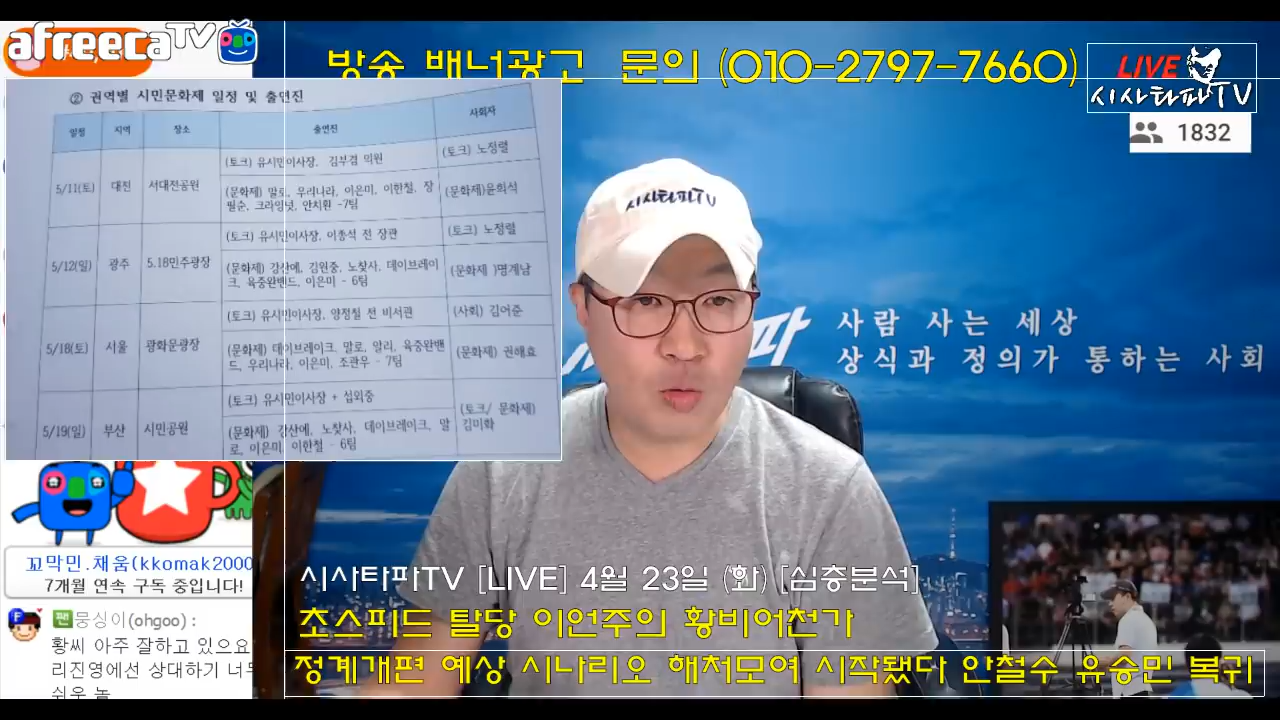 afreecaTV
방송 배너광고 문의 (010-2797-7660)
LIVE
시사타파TV
1832
② 권역별 시민문화제 일정 및 출연진
일정 지역 장소 출연진 사회자
5/11(토) 대전 서대전공원
(토크) 유시민이사장, 김부겸 의원 (토크) 노정렬
(문화제) 말로, 우리나라, 이은미, 이한철, 장
필순, 크라잉넛, 안치환 -7팀
(문화제)윤희석
5/12(일) 광주 5.18민주광장
(토크) 유시민이사장, 이종석 전 장관 (토크) 노정렬
(문화제) 강산에, 김원중, 노찾사, 데이브레이
크, 육중완밴드, 이은미 - 6팀
(문화제 )명계남
5/18(토) 서울 광화문광장
(토크) 유시민이사장, 양정철 전 비서관 (사회) 김어준
(문화제) 데이브레이크, 말로, 알리, 육중완밴
드, 우리나라, 이은미, 조관우 - 7팀
(문화제) 권해효
5/19(일) 부산 시민공원
(토크) 유시민이사장 + 섭외중
(문화제) 강산에, 노찾사, 데이브레이크, 말
로, 이은미 이한철 - 6팀
(토크/ 문화제)
김미화
시사타파TV
파
사람 사는 세상
상식과 정의가 통하는 사회
꼬막민.채움(kkomak2000
7개월 연속 구독 중입니다!
F 팬 뭉싱이(ohgoo) :
황씨 아주 잘하고 있으요
리진영에선 상대하기 너무
쉬우 놀
시사타파TV [LIVE] 4월 23일 (화) [심층분석]
초스피드 탈당 이언주의 황비어천가
정계개편 예상 시나리오 헤쳐모여 시작됐다 안철수 유승민 복귀